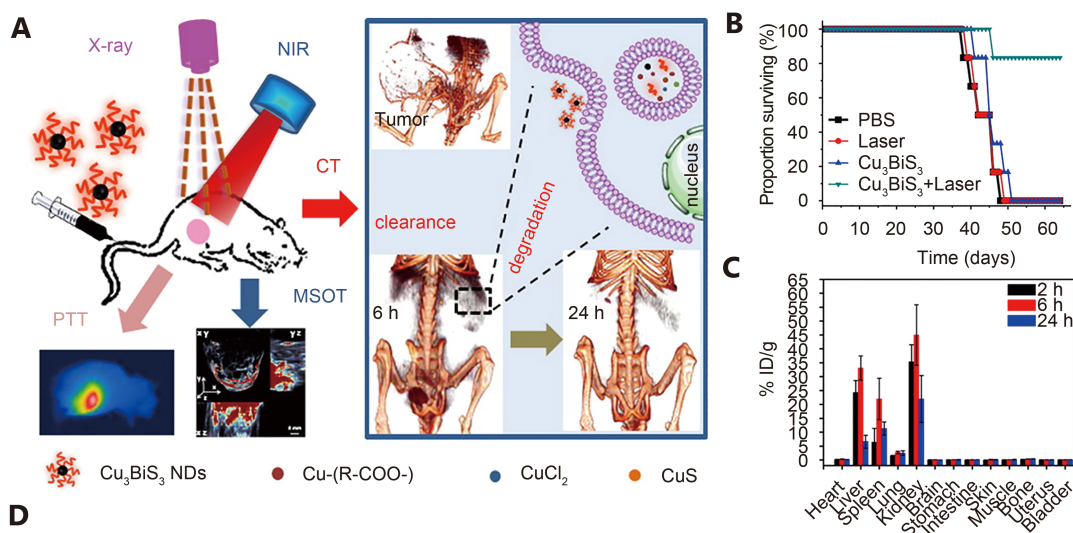 A
X-ray
NIR
CT
MSOT
PTT
x y
y z
x z
Tumor
clearance
degradation
nucleus
6 h
24 h
Cu₃BiS₃ NDs
Cu-(R-COO-)
CuCl₂
CuS
B
Proportion surviving (%)
100
80
60
40
20
0
PBS
Laser
Cu₃BiS₃
Cu₃BiS₃+Laser
0 10 20 30 40 50 60
Time (days)
C
% ID/g
65
60
55
50
45
40
35
30
25
20
15
10
5
0
2 h
6 h
24 h
Heart
Liver
Spleen
Lung
Kidney
Brain
Stomach
Intestine
Skin
Muscle
Bone
Uterus
Bladder
D